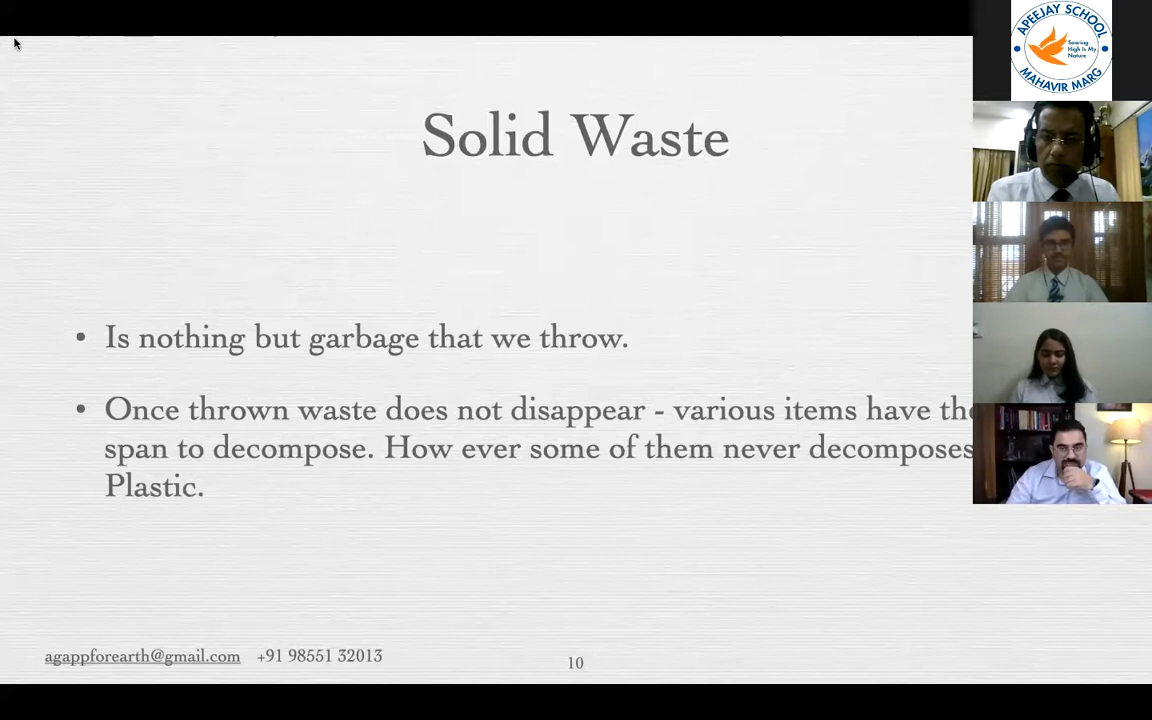 Solid Waste
• Is nothing but garbage that we throw.
• Once thrown waste does not disappear - various items have
span to decompose. How ever some of them never decomposes
Plastic.
agappforearth@gmail.com +91 98551 32013
10
APEEJAY SCHOOL
Soaring
High Is My
Nature
MAHAVIR MARG